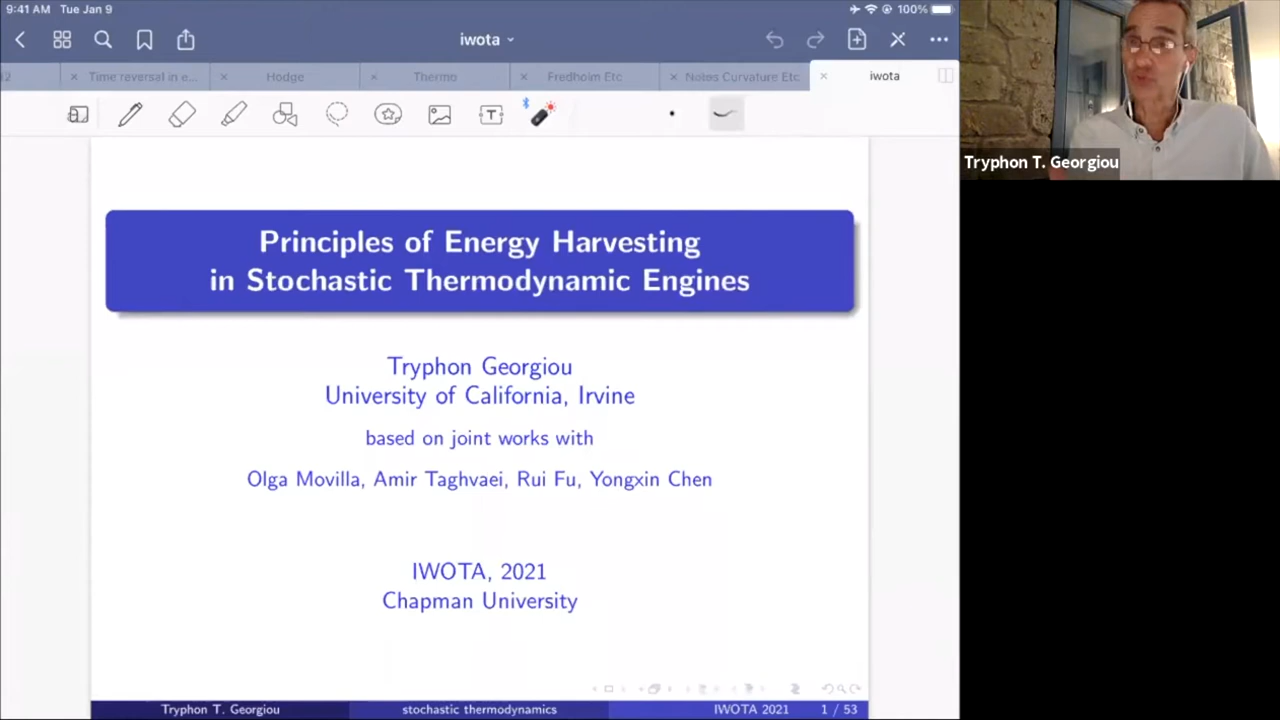 9:41 AM Tue Jan 9
100%
iwota
Time reversal in e...
Hodge
Thermo
Fredholm Etc
Notes Curvature Etc
iwota
T
Principles of Energy Harvesting
in Stochastic Thermodynamic Engines
Tryphon Georgiou
University of California, Irvine
based on joint works with
Olga Movilla, Amir Taghvaei, Rui Fu, Yongxin Chen
IWOTA, 2021
Chapman University
Tryphon T. Georgiou
stochastic thermodynamics
IWOTA 2021
1 / 53
Tryphon T. Georgiou